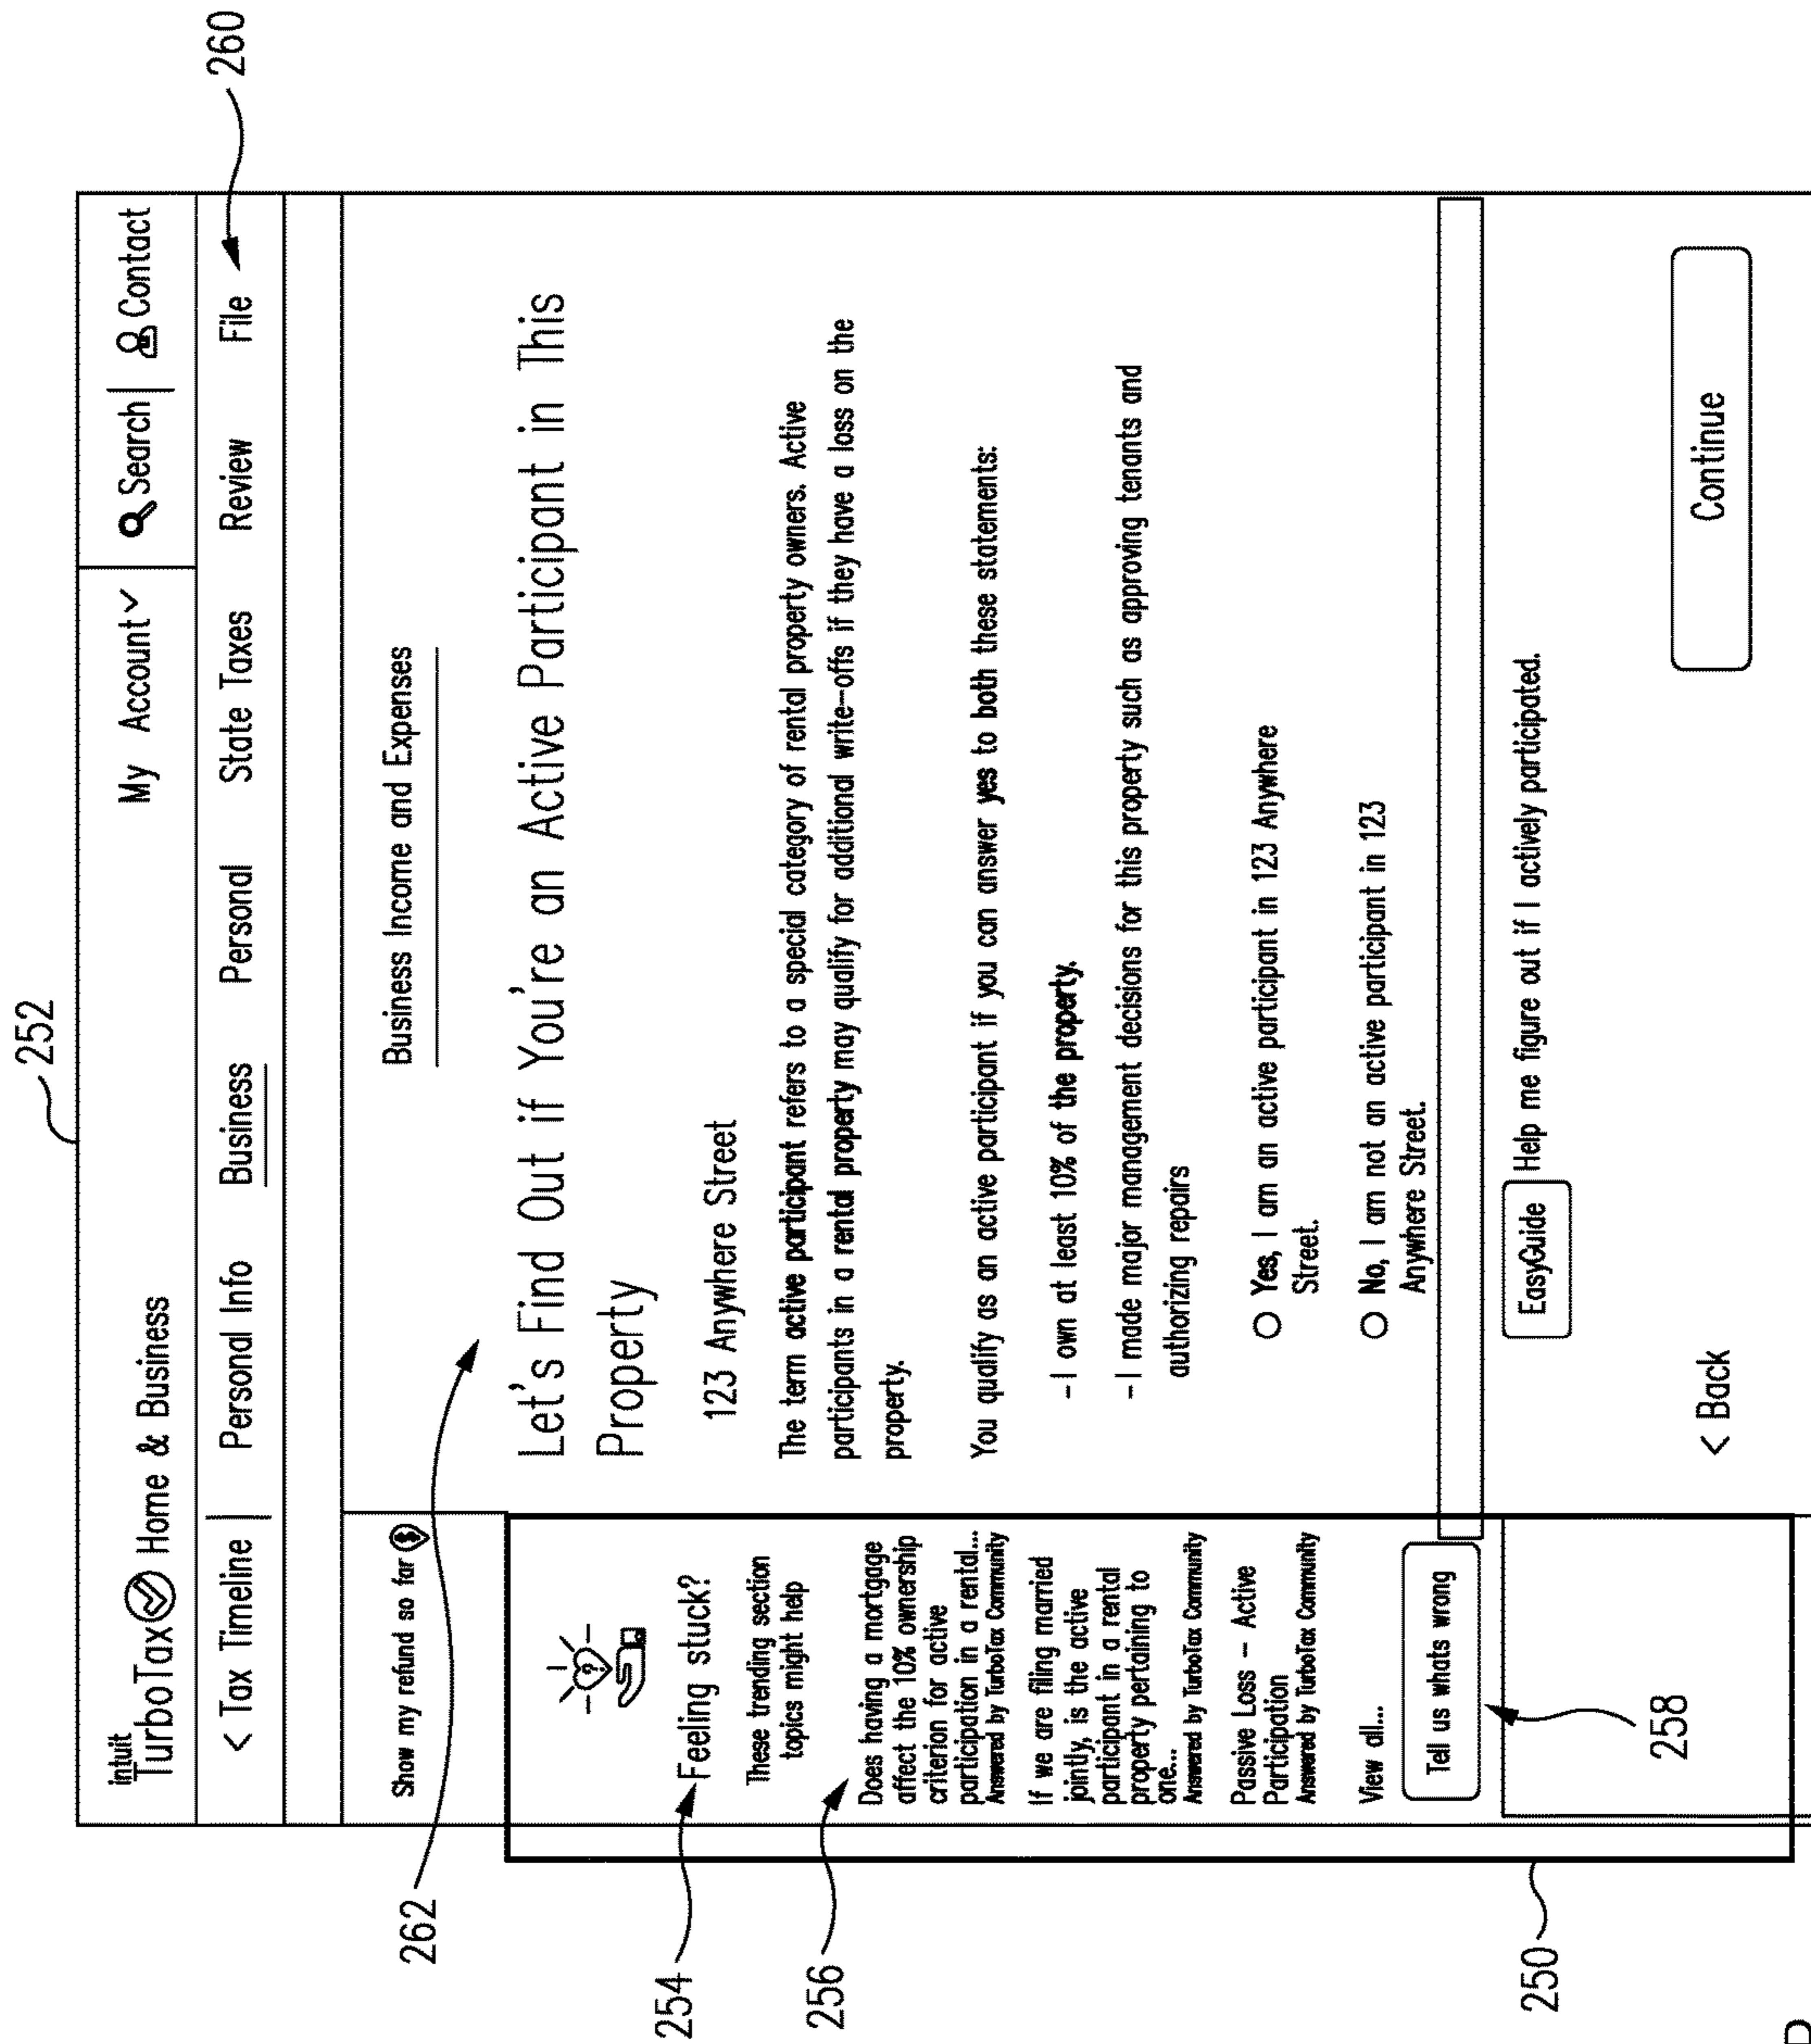 252
intuit
TurboTax Home & Business
My Account
Search | Contact
< Tax Timeline | Personal Info Business Personal State Taxes Review File
260
Show my refund so far $
262
Business Income and Expenses
Let's Find Out if You're an Active Participant in This
Property
123 Anywhere Street
The term active participant refers to a special category of rental property owners. Active
participants in a rental property may qualify for additional write-offs if they have a loss on the
property.
You qualify as an active participant if you can answer yes to both these statements:
-I own at least 10% of the property.
-I made major management decisions for this property such as approving tenants and
authorizing repairs
Yes, I am an active participant in 123 Anywhere
Street.
No, I am not an active participant in 123
Anywhere Street.
EasyGuide Help me figure out if I actively participated.
< Back
Continue
?
254
Feeling stuck?
These trending section
topics might help
256
Does having a mortgage
affect the 10% ownership
criterion for active
participation in a rental...
Answered by TurboTax Community
If we are filing married
jointly, is the active
participant in a rental
property pertaining to
one...
Answered by TurboTax Community
Passive Loss - Active
Participation
Answered by TurboTax Community
View all...
Tell us whats wrong
258
250